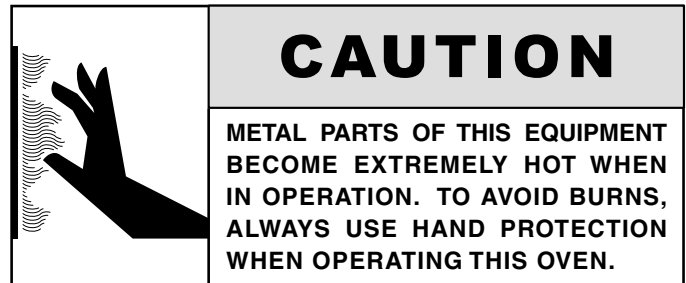 CAUTION
METAL PARTS OF THIS EQUIPMENT
BECOME EXTREMELY HOT WHEN
IN OPERATION. TO AVOID BURNS,
ALWAYS USE HAND PROTECTION
WHEN OPERATING THIS OVEN.